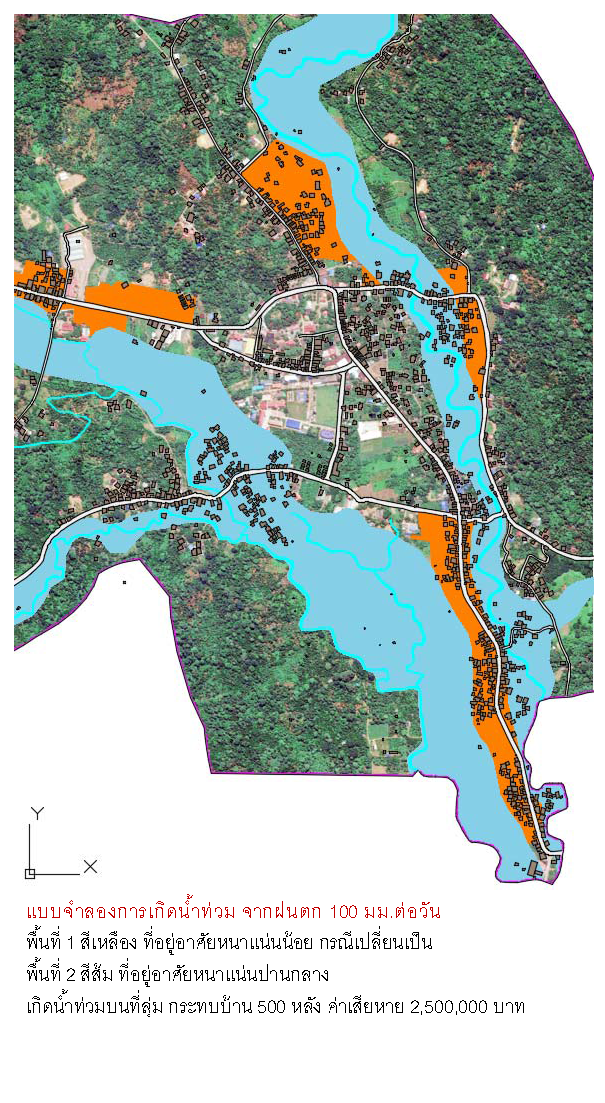 Y
X
แบบจำลองการเกิดน้ำท่วม จากฝนตก 100 มม.ต่อวัน
พื้นที่ 1 สีเหลือง ที่อยู่อาศัยหนาแน่นน้อย กรณีเปลี่ยนเป็น
พื้นที่ 2 สีส้ม ที่อยู่อาศัยหนาแน่นปานกลาง
เกิดน้ำท่วมบนที่ลุ่ม กระทบบ้าน 500 หลัง ค่าเสียหาย 2,500,000 บาท